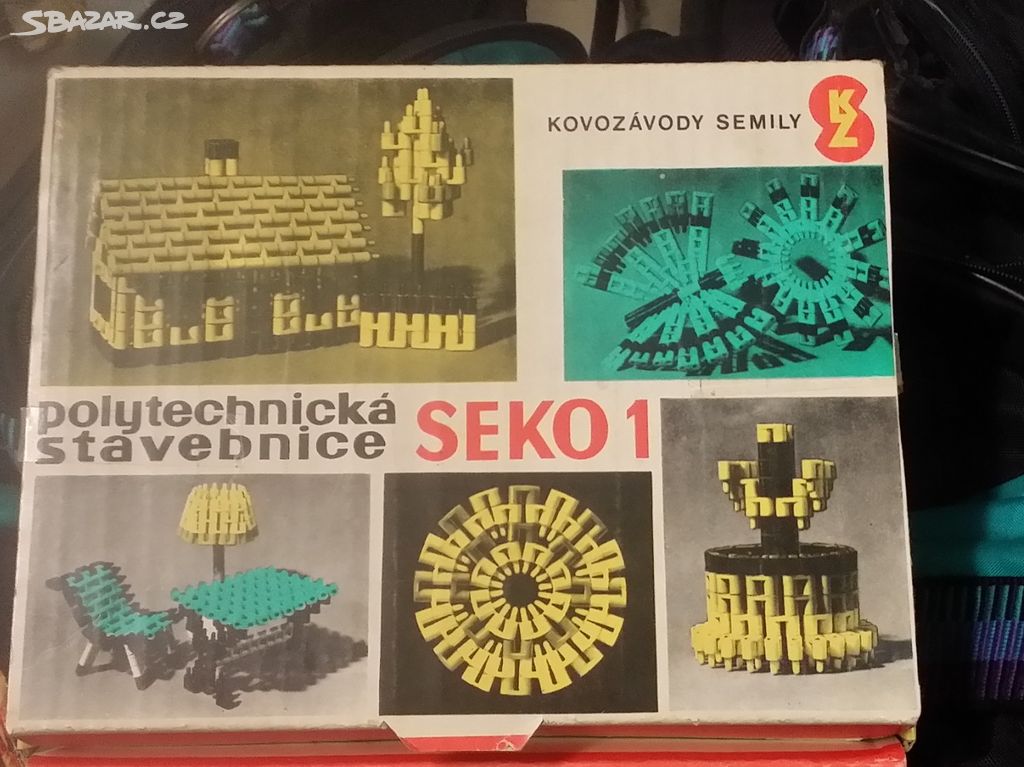 SBAZAR.CZ
KOVOZÁVODY SEMILY
KZ
polytechnická
stavebnice
SEKO 1